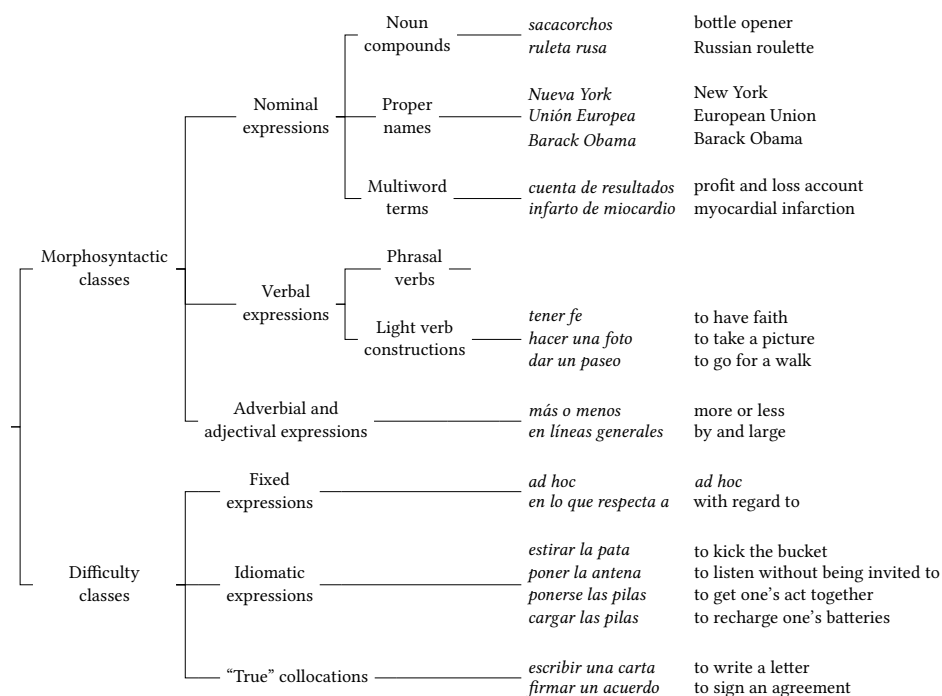 Noun
compounds
sacacorchos bottle opener
ruleta rusa Russian roulette
Nominal
expressions
Proper
names
Nueva York New York
Unión Europea European Union
Barack Obama Barack Obama
Multiword
terms
cuenta de resultados profit and loss account
infarto de miocardio myocardial infarction
Morphosyntactic
classes
Phrasal
verbs
Verbal
expressions
Light verb
constructions
tener fe to have faith
hacer una foto to take a picture
dar un paseo to go for a walk
Adverbial and
adjectival expressions
más o menos more or less
en líneas generales by and large
Fixed
expressions
ad hoc ad hoc
en lo que respecta a with regard to
Difficulty
classes
Idiomatic
expressions
estirar la pata to kick the bucket
poner la antena to listen without being invited to
ponerse las pilas to get one's act together
cargar las pilas to recharge one's batteries
"True" collocations
escribir una carta to write a letter
firmar un acuerdo to sign an agreement